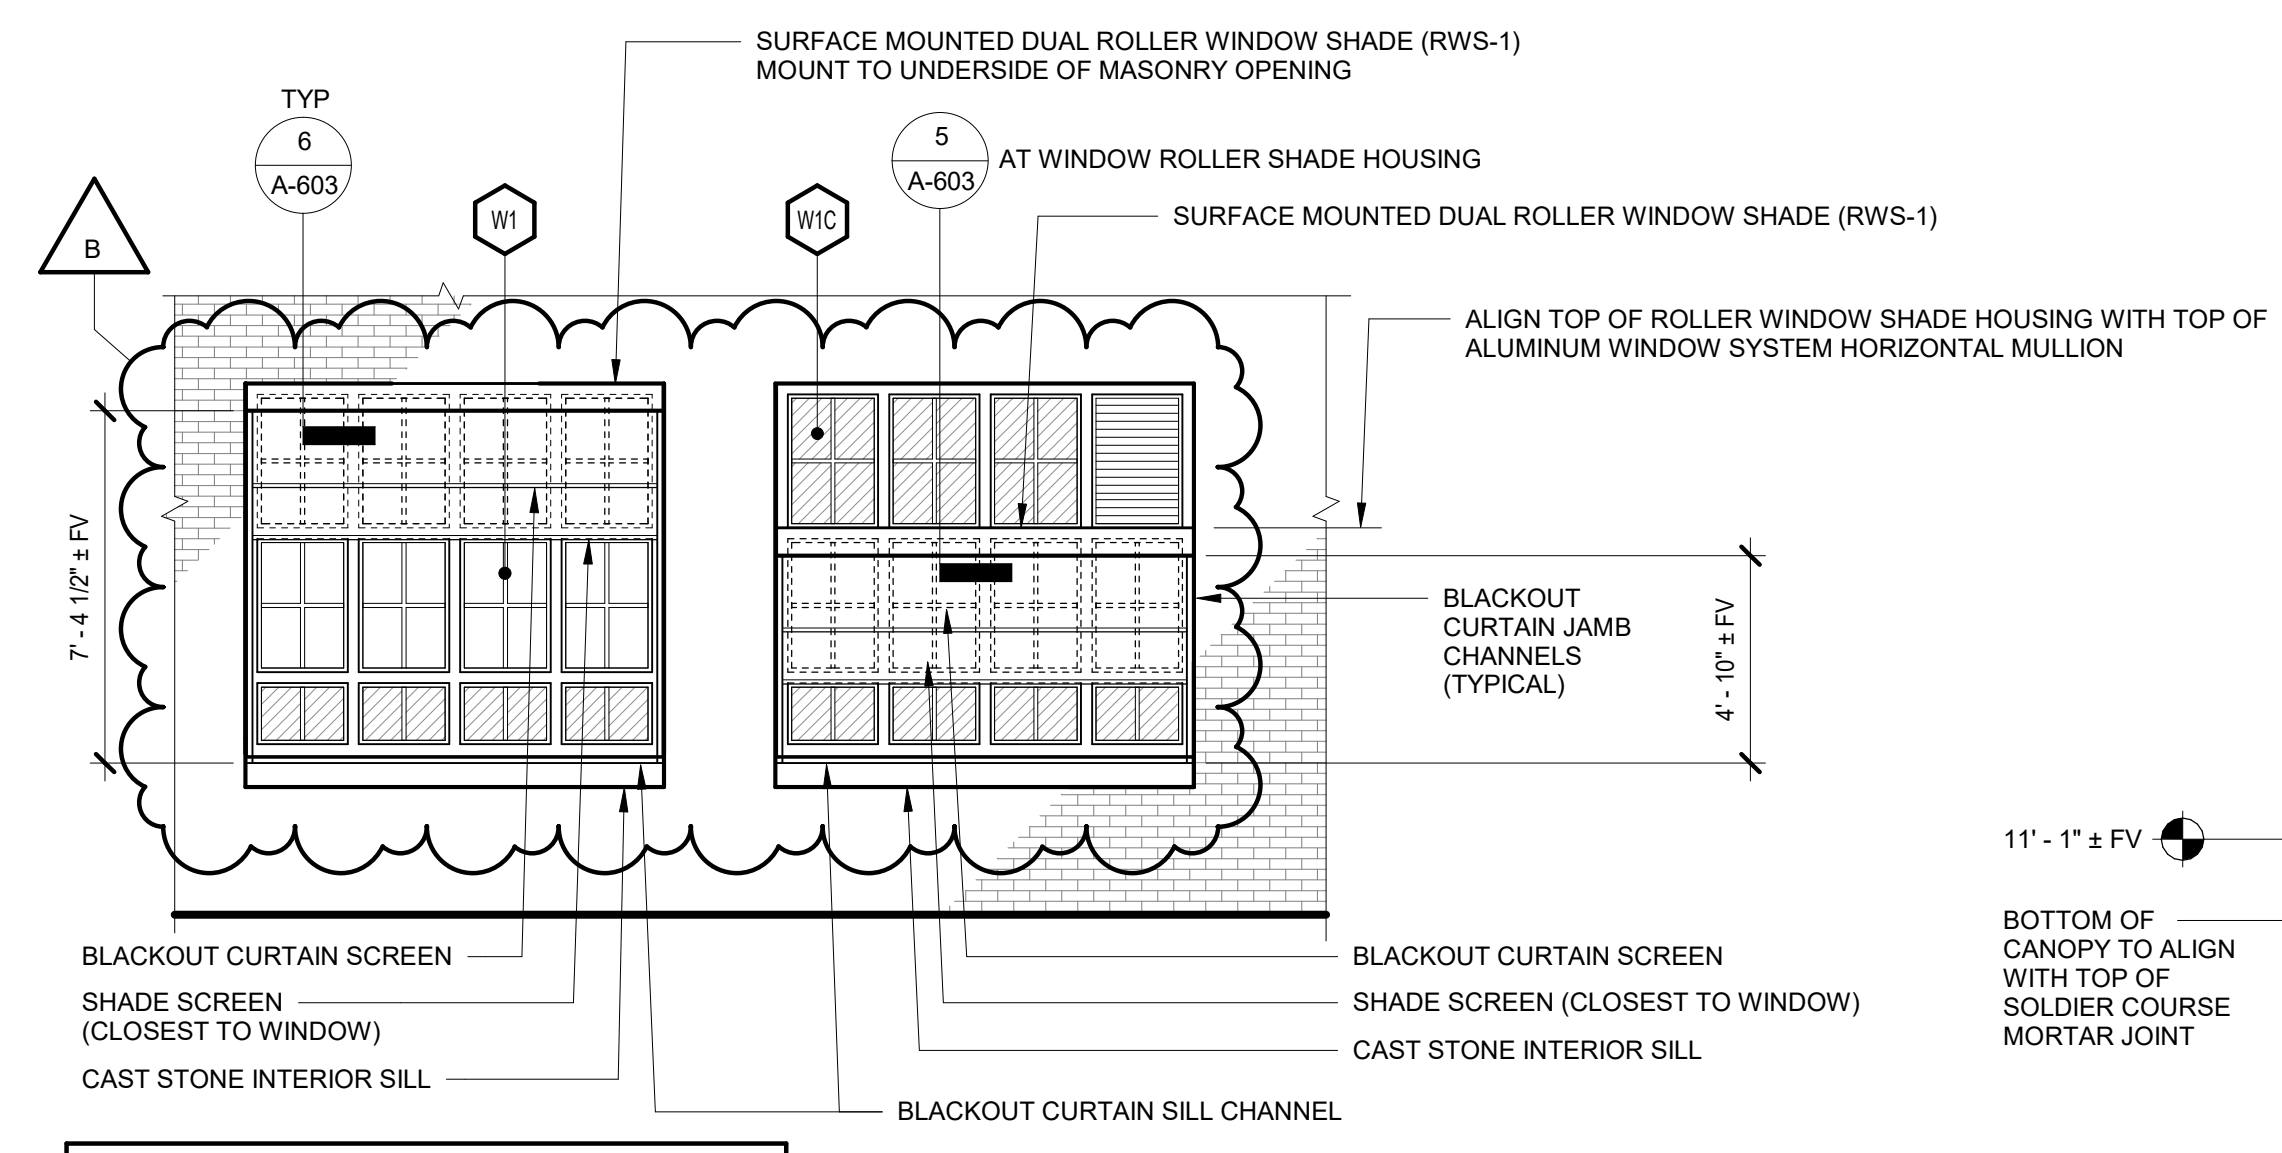 SURFACE MOUNTED DUAL ROLLER WINDOW SHADE (RWS-1)
MOUNT TO UNDERSIDE OF MASONRY OPENING
TYP
6
A-603
5
A-603
AT WINDOW ROLLER SHADE HOUSING
B
W1
W1C
SURFACE MOUNTED DUAL ROLLER WINDOW SHADE (RWS-1)
ALIGN TOP OF ROLLER WINDOW SHADE HOUSING WITH TOP OF
ALUMINUM WINDOW SYSTEM HORIZONTAL MULLION
7' - 4 1/2" ± FV
BLACKOUT
CURTAIN JAMB
CHANNELS
(TYPICAL)
4' - 10" ± FV
11' - 1" ± FV
BOTTOM OF
CANOPY TO ALIGN
WITH TOP OF
SOLDIER COURSE
MORTAR JOINT
BLACKOUT CURTAIN SCREEN
SHADE SCREEN
(CLOSEST TO WINDOW)
CAST STONE INTERIOR SILL
BLACKOUT CURTAIN SCREEN
SHADE SCREEN (CLOSEST TO WINDOW)
CAST STONE INTERIOR SILL
BLACKOUT CURTAIN SILL CHANNEL